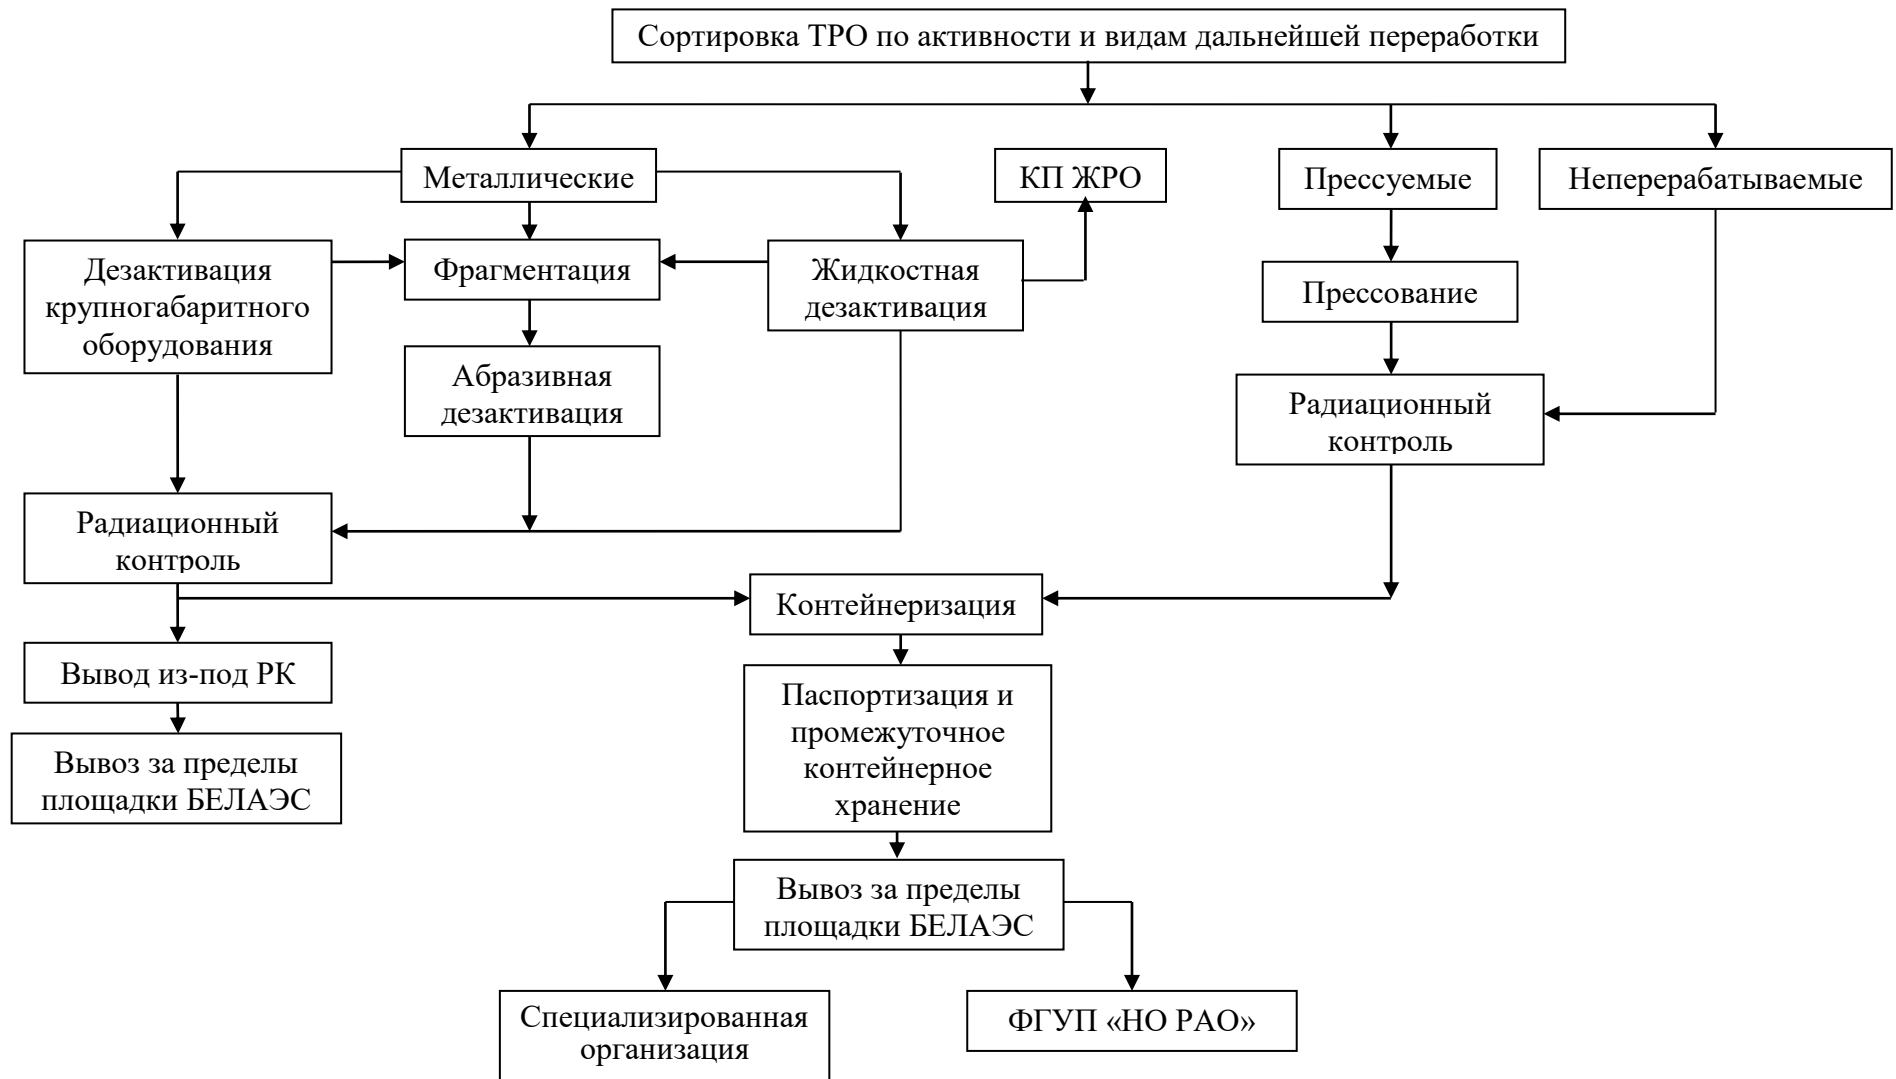 Сортировка ТРО по активности и видам дальнейшей переработки
Металлические
КП ЖРО
Прессуемые
Неперерабатываемые
Дезактивация
крупногабаритного
оборудования
Фрагментация
Жидкостная
дезактивация
Прессование
Абразивная
дезактивация
Радиационный
контроль
Радиационный
контроль
Контейнеризация
Вывод из-под РК
Паспортизация и
промежуточное
контейнерное
хранение
Вывоз за пределы
площадки БЕЛАЭС
Вывоз за пределы
площадки БЕЛАЭС
Специализированная
организация
ФГУП «НО РАО»